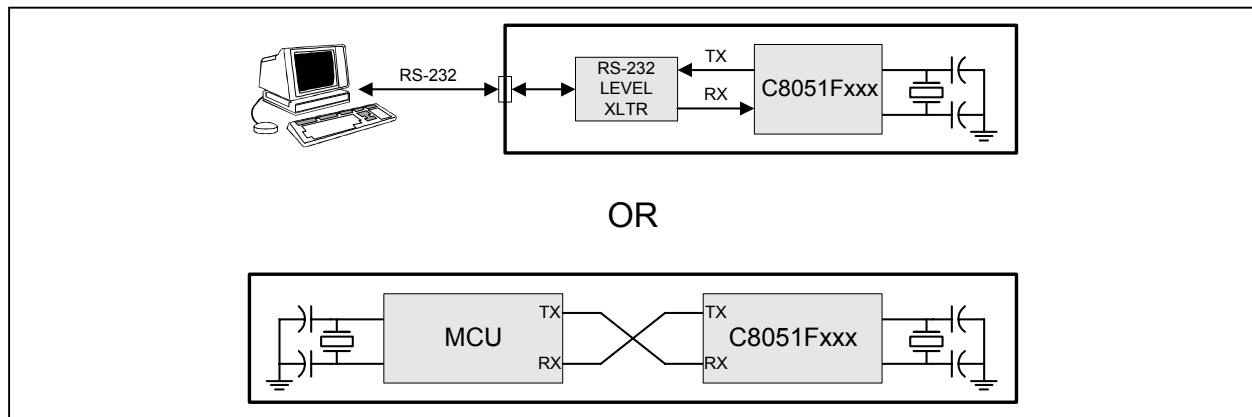 RS-232
RS-232
LEVEL
XLTR
TX
RX
C8051Fxxx
OR
MCU
TX
RX
TX
RX
C8051Fxxx